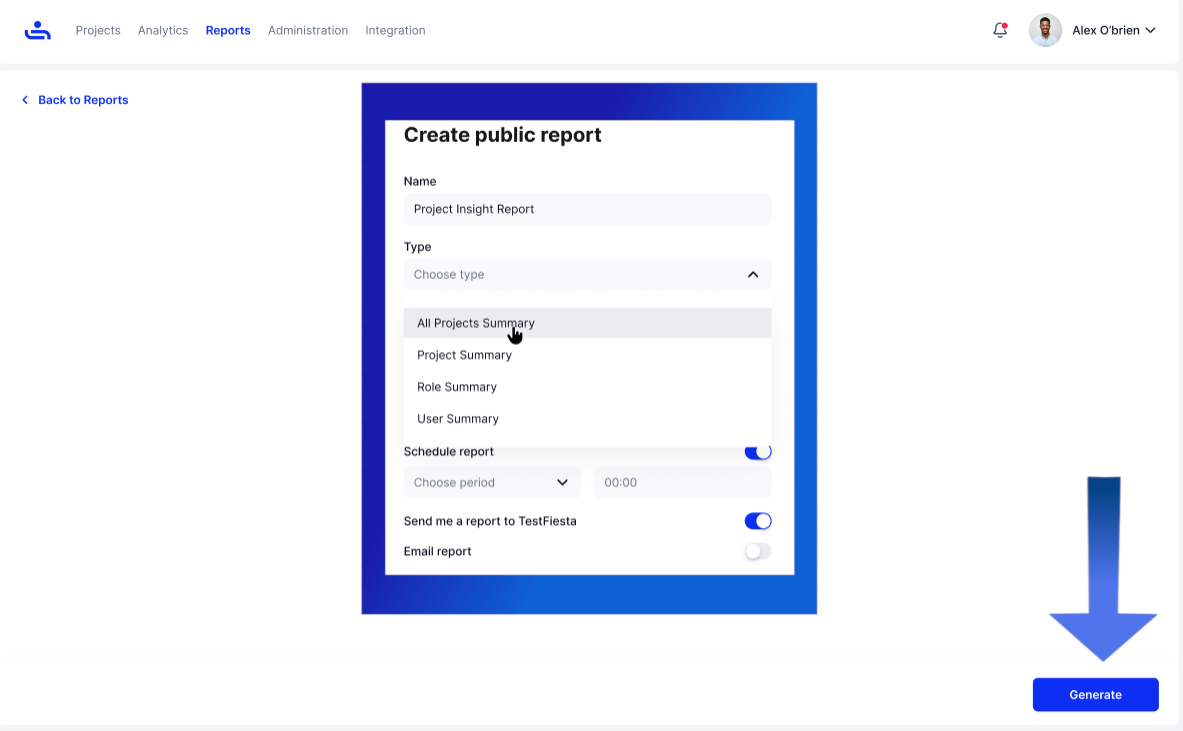 Projects Analytics Reports Administration Integration Alex O'brien
Back to Reports
Create public report
Name
Project Insight Report
Type
Choose type
All Projects Summary
Project Summary
Role Summary
User Summary
Schedule report
Choose period 00:00
Send me a report to TestFiesta
Email report
Generate